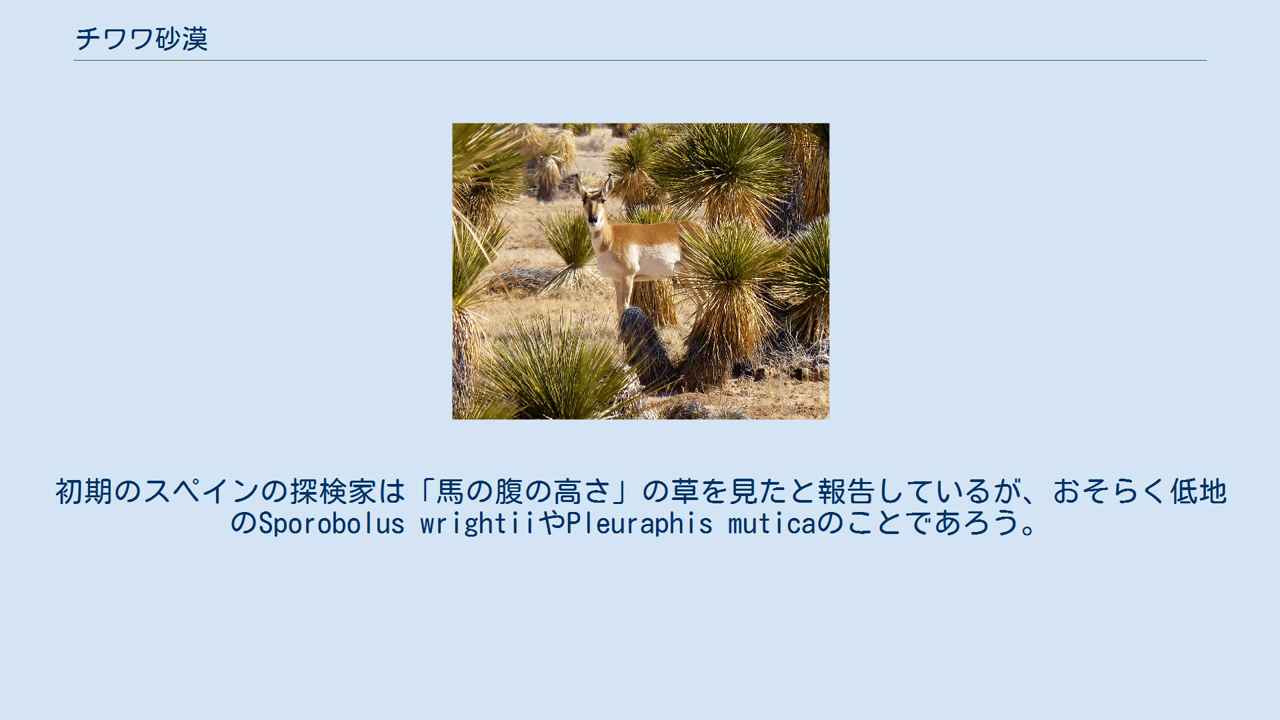 チワワ砂漠
初期のスペインの探検家は「馬の腹の高さ」の草を見たと報告しているが、おそらく低地
のSporobolus wrightiiやPleuraphis muticaのことであろう。